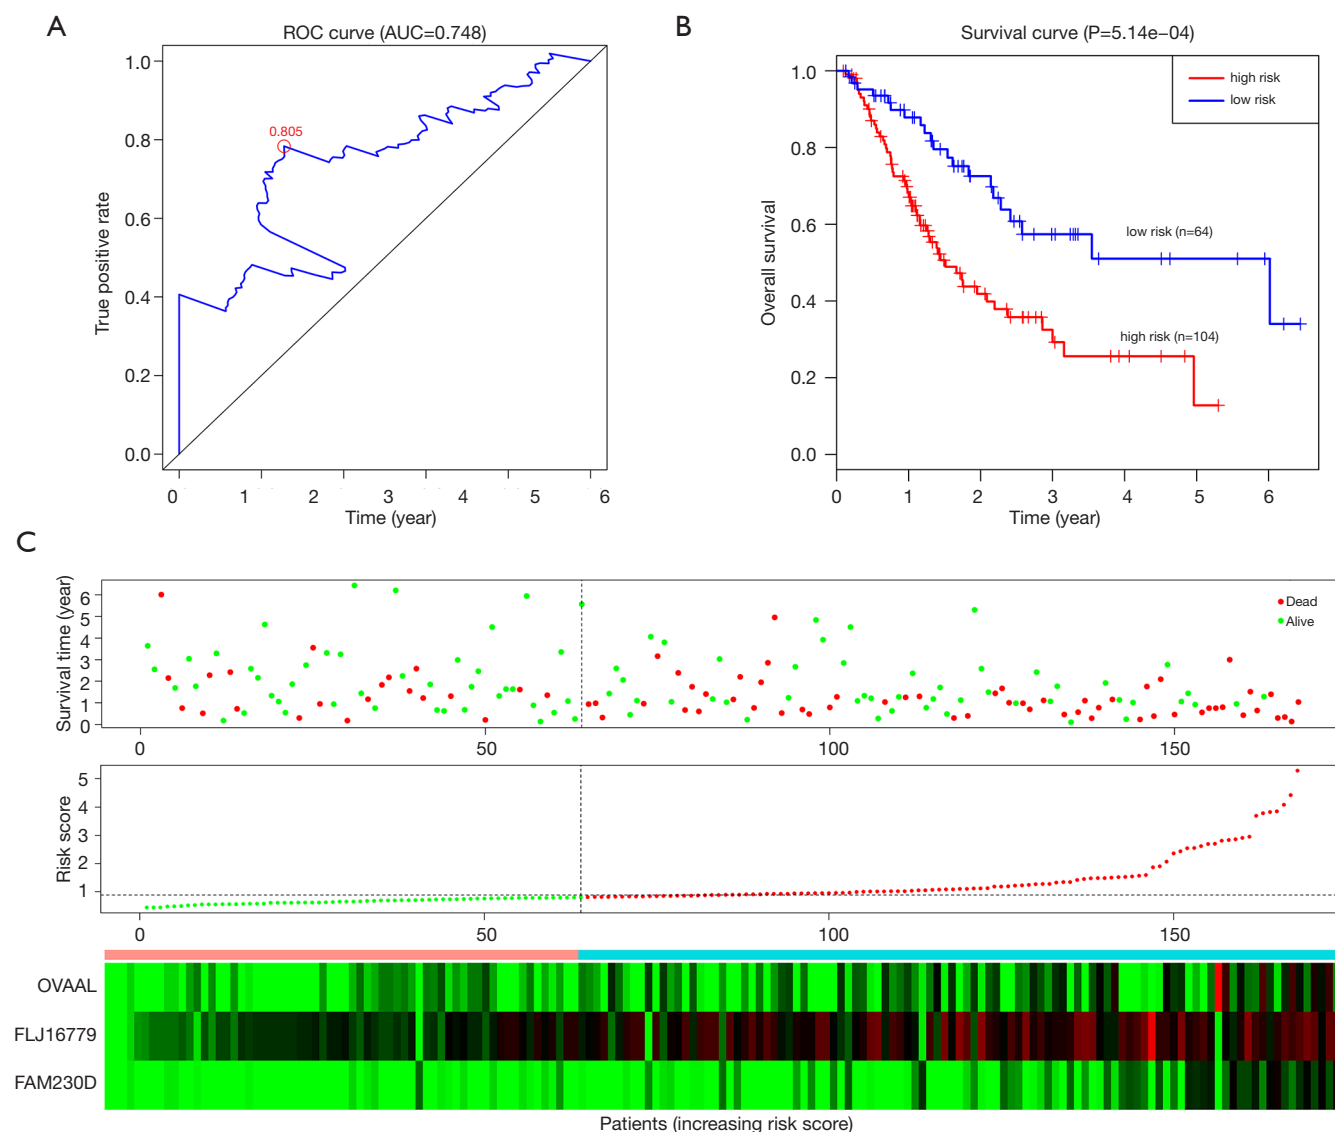 A
ROC curve (AUC=0.748)
1.0
0.8
0.6
0.4
0.2
0.0
0.805
True positive rate
0 1 2 3 4 5 6
Time (year)
B
Survival curve (P=5.14e−04)
high risk
low risk
1.0
0.8
0.6
0.4
0.2
0.0
Overall survival
low risk (n=64)
high risk (n=104)
0 1 2 3 4 5 6
Time (year)
C
Survival time (year)
6
5
4
3
2
1
0
Dead
Alive
0 50 100 150
Risk score
5
4
3
2
1
0 50 100 150
OVAAL
FLJ16779
FAM230D
Patients (increasing risk score)